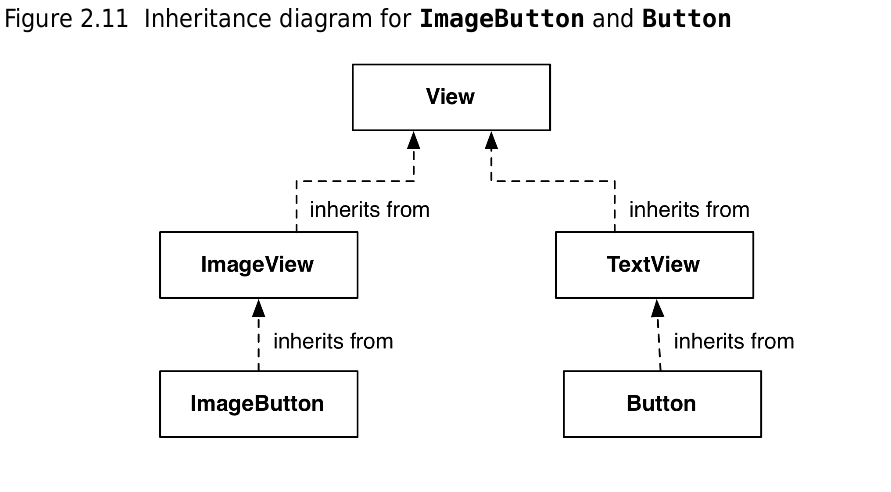 Figure 2.11 Inheritance diagram for ImageButton and Button
View
inherits from
inherits from
ImageView
TextView
inherits from
inherits from
ImageButton
Button